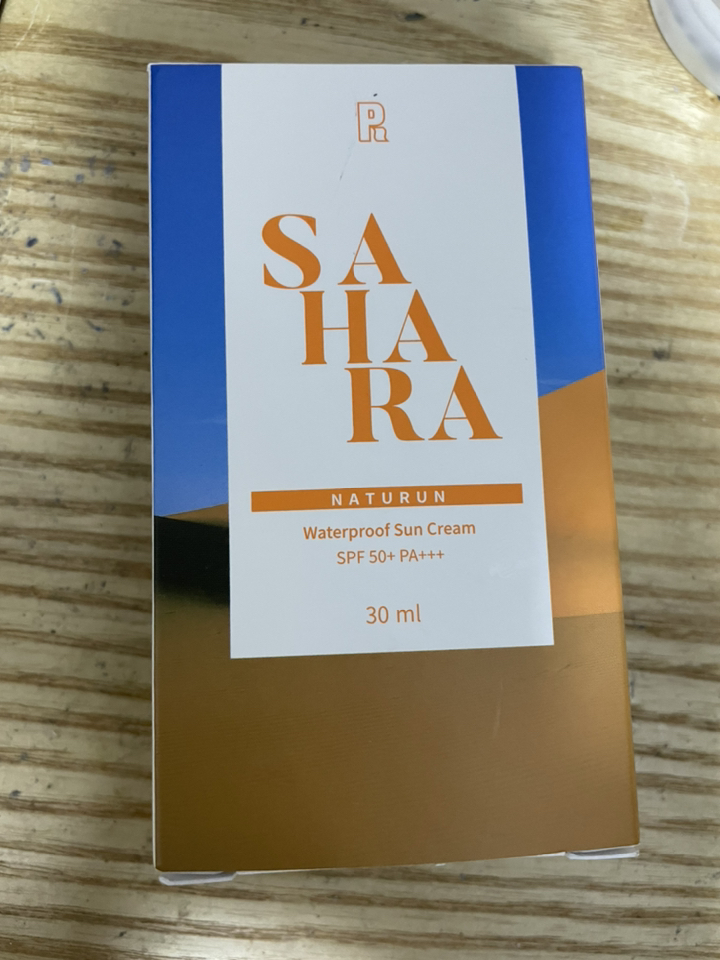 SA
HA
RA
NATURUN
Waterproof Sun Cream
SPF 50+ PA+++
30 ml